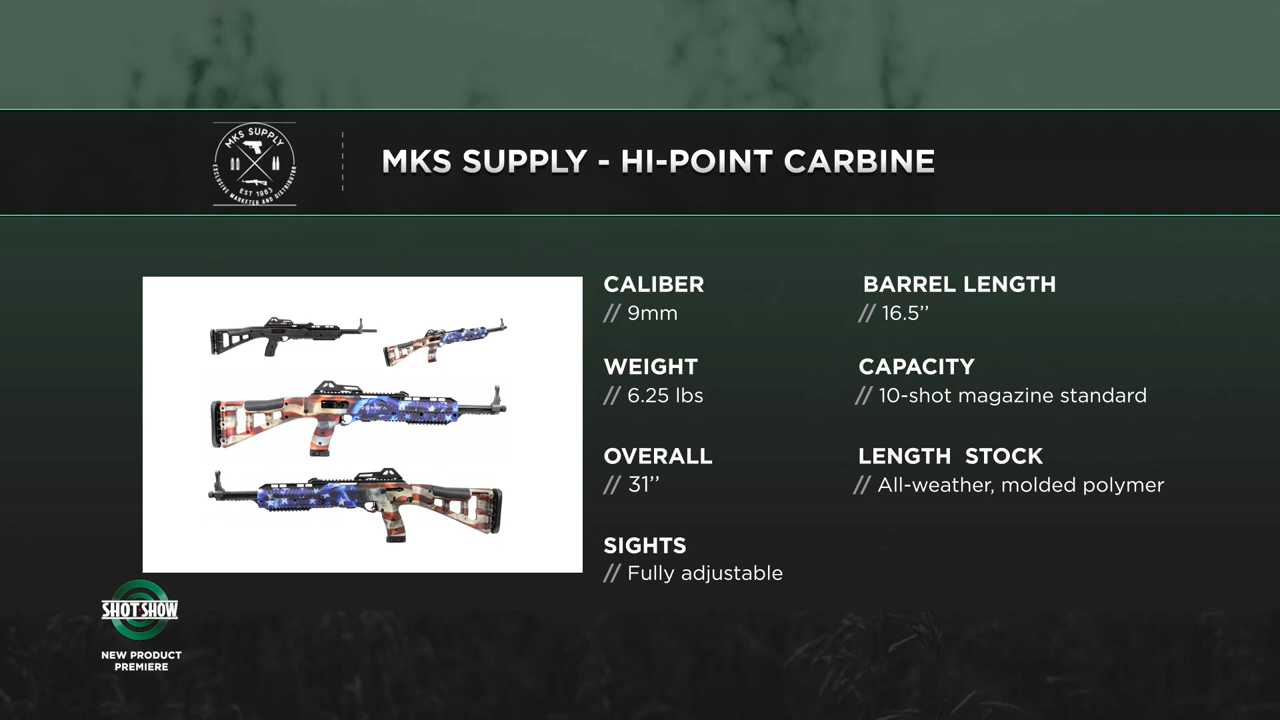 MKS SUPPLY
EXCLUSIVE MARKETER AND DISTRIBUTOR
EST 1983
MKS SUPPLY - HI-POINT CARBINE
CALIBER
// 9mm
BARREL LENGTH
// 16.5’’
WEIGHT
// 6.25 lbs
CAPACITY
// 10-shot magazine standard
OVERALL
// 31’’
LENGTH STOCK
// All-weather, molded polymer
SIGHTS
// Fully adjustable
SHOT SHOW
NEW PRODUCT
PREMIERE